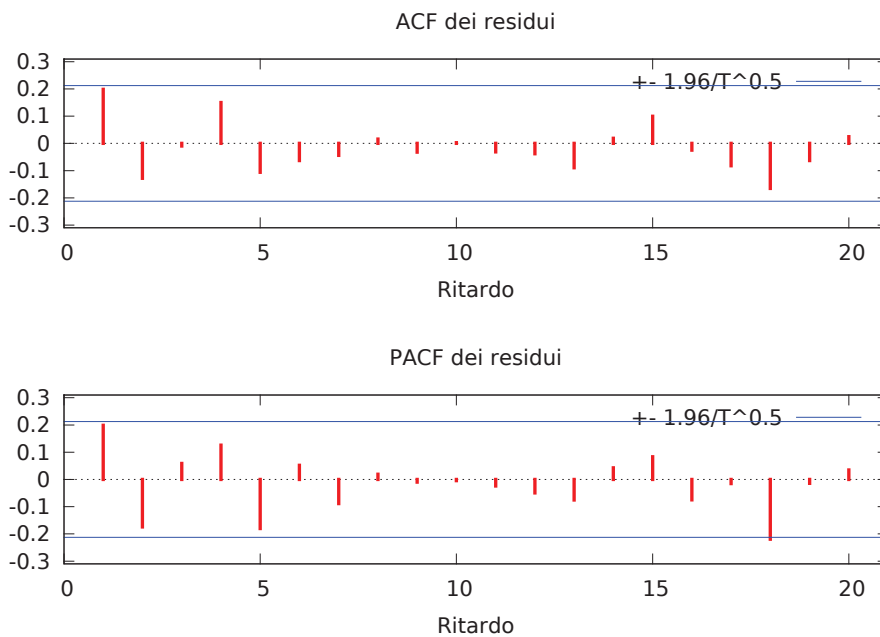 ACF dei residui
0.3
0.2
0.1
0
-0.1
-0.2
-0.3
+- 1.96/T^0.5
0 5 10 15 20
Ritardo
PACF dei residui
0.3
0.2
0.1
0
-0.1
-0.2
-0.3
+- 1.96/T^0.5
0 5 10 15 20
Ritardo